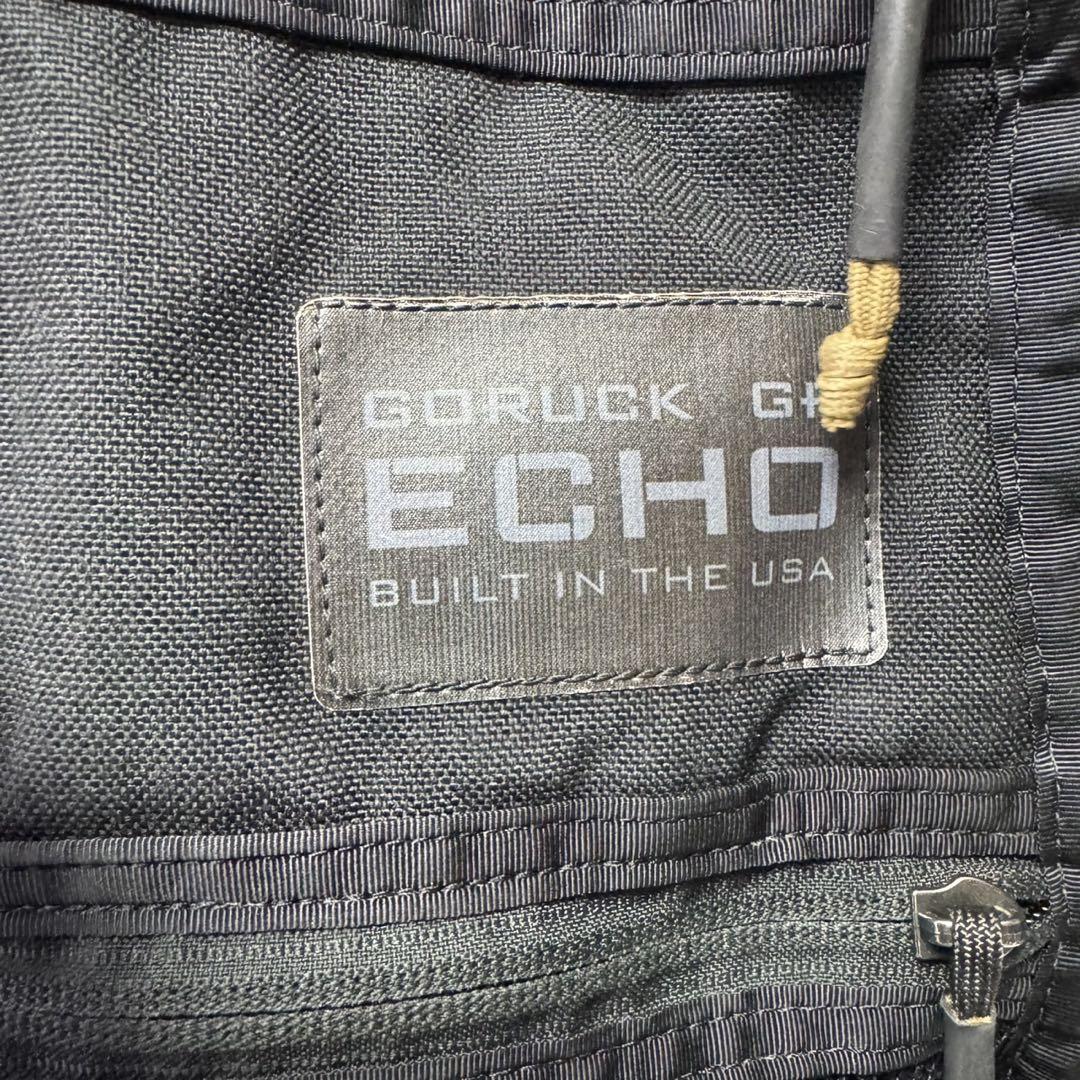 GORUCK
ECHO
BUILT IN THE USA